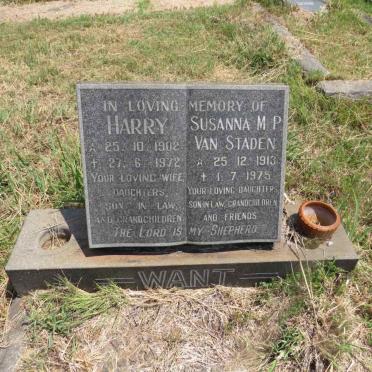 IN LOVING MEMORY OF
HARRY
* 25.10.1902
† 27.6.1972
YOUR LOVING WIFE,
DAUGHTERS,
SON IN LAW,
AND GRANDCHILDREN
SUSANNA M P
VAN STADEN
* 25.12.1913
† 1.7.1975
YOUR LOVING DAUGHTER,
SON-IN-LAW, GRANDCHILDREN
AND FRIENDS
THE LORD IS MY SHEPHERD
WANT